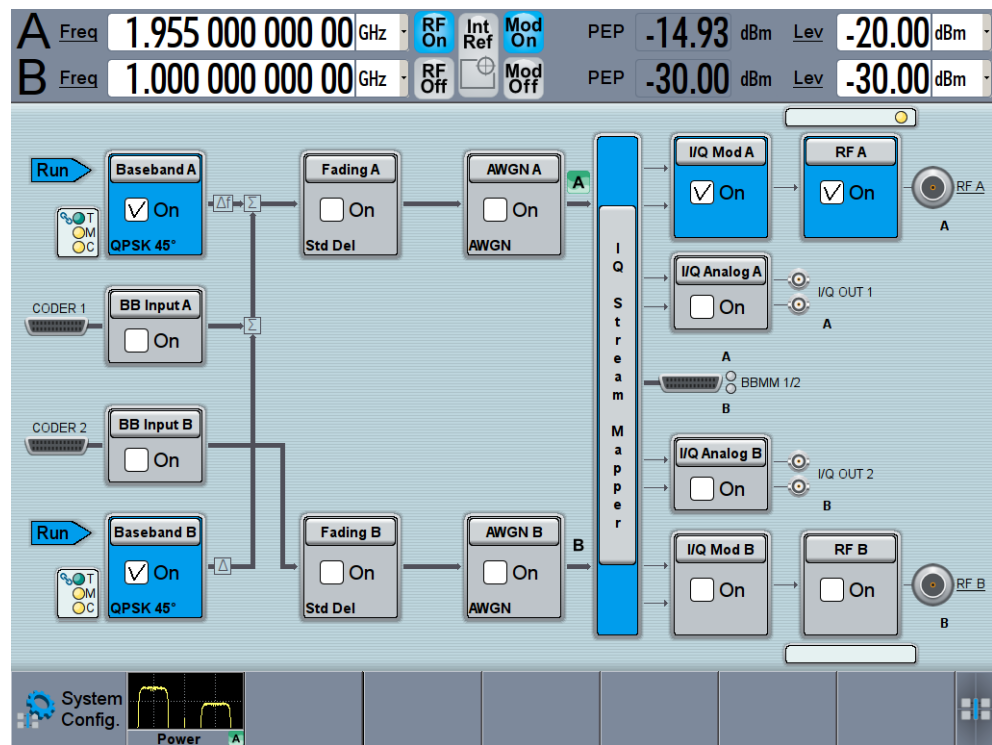 A Freq 1.955 000 000 00 GHz RF On Int Ref Mod On PEP -14.93 dBm Lev -20.00 dBm
B Freq 1.000 000 000 00 GHz RF Off Mod Off PEP -30.00 dBm Lev -30.00 dBm
Run
Baseband A
On
QPSK 45°
T
M
C
Δf
Σ
Fading A
On
Std Del
AWGN A
On
AWGN
A
I/Q Mod A
On
RF A
On
RF A
A
CODER 1
BB Input A
On
Σ
I/Q Analog A
On
I/Q OUT 1
A
IQ Stream Mapper
A
BBMM 1/2
B
CODER 2
BB Input B
On
I/Q Analog B
On
I/Q OUT 2
B
Run
Baseband B
On
QPSK 45°
T
M
C
Δ
Fading B
On
Std Del
AWGN B
On
AWGN
B
I/Q Mod B
On
RF B
On
RF B
B
System Config.
Power A